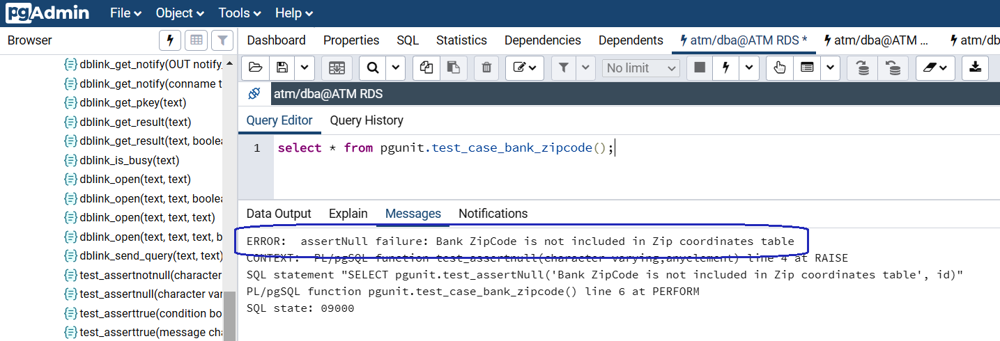 pgAdmin File Object Tools Help
Browser
Dashboard Properties SQL Statistics Dependencies Dependents atm/dba@ATM RDS * atm/dba@ATM ... atm/db
No limit
atm/dba@ATM RDS
Query Editor Query History
1 select * from pgunit.test_case_bank_zipcode();
dblink_get_notify(OUT notify_
dblink_get_notify(conname t
dblink_get_pkey(text)
dblink_get_result(text)
dblink_get_result(text, boolea
dblink_is_busy(text)
dblink_open(text, text)
dblink_open(text, text, boolea
dblink_open(text, text, text)
dblink_open(text, text, text, b
dblink_send_query(text, text)
test_assertnotnull(character
test_assertnull(character var
test_asserttrue(condition bo
test_asserttrue(message cha
Data Output Explain Messages Notifications
ERROR:  assertNull failure: Bank ZipCode is not included in Zip coordinates table
CONTEXT:  PL/pgSQL function test_assertnull(character varying,anyelement) line 4 at RAISE
SQL statement "SELECT pgunit.test_assertNull('Bank ZipCode is not included in Zip coordinates table', id)"
PL/pgSQL function pgunit.test_case_bank_zipcode() line 6 at PERFORM
SQL state: 09000